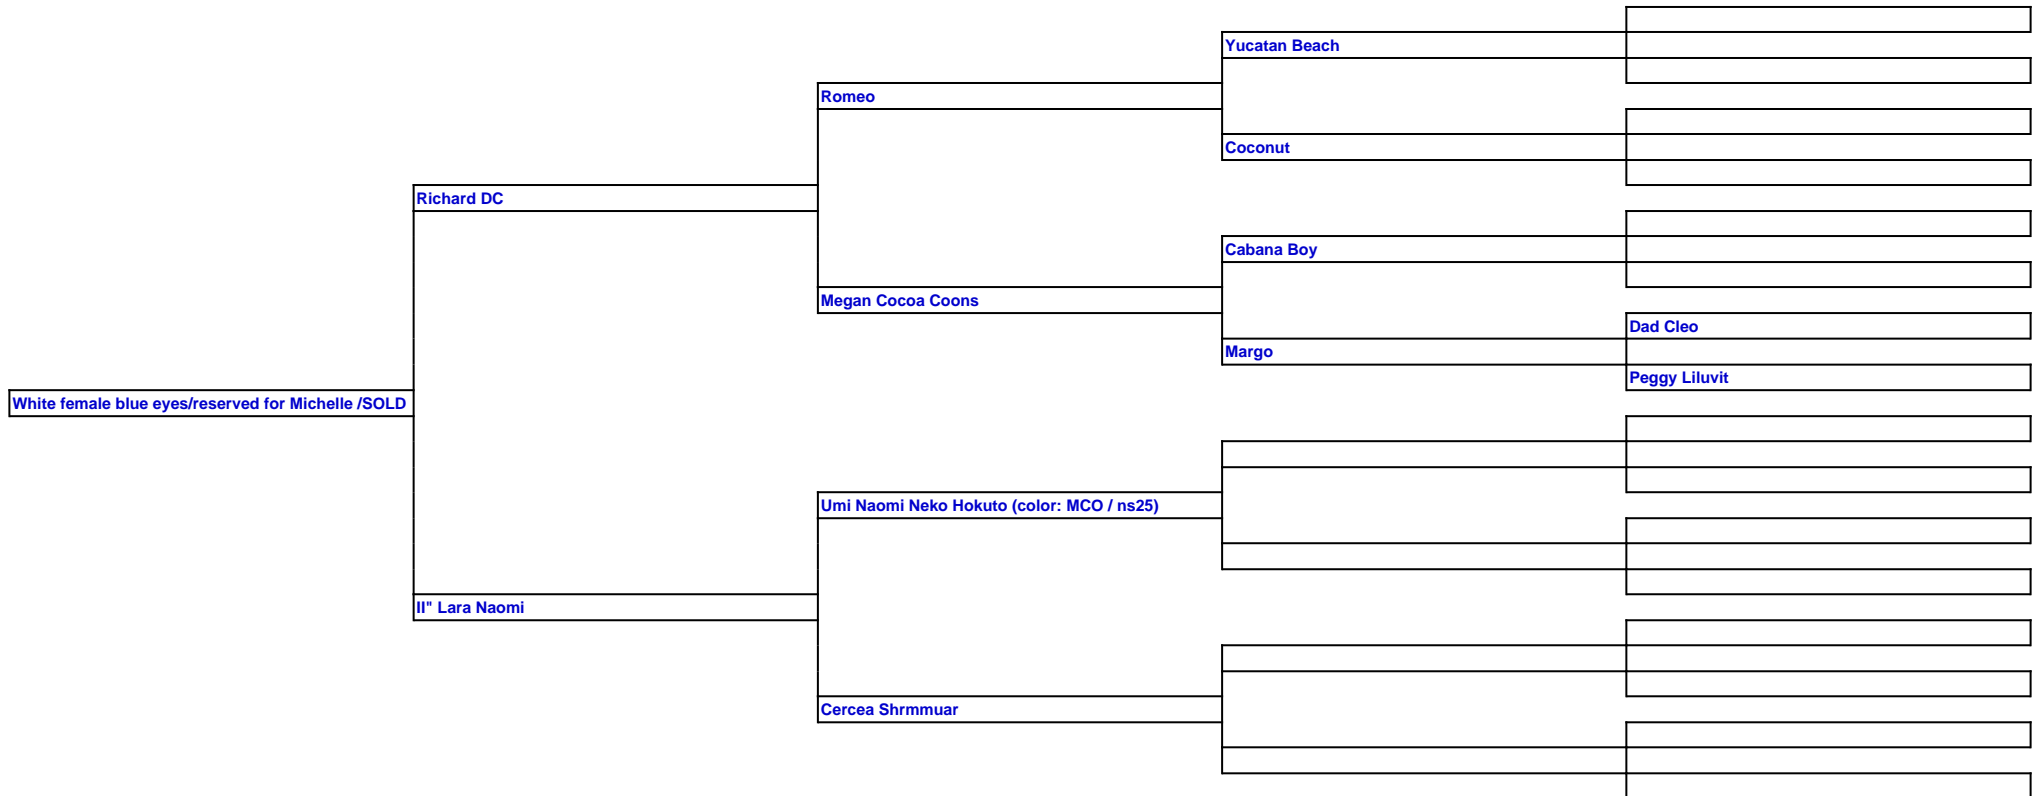 Yucatan Beach
Romeo
Coconut
Richard DC
Cabana Boy
Megan Cocoa Coons
Dad Cleo
Margo
Peggy Liluvit
White female blue eyes/reserved for Michelle /SOLD
Umi Naomi Neko Hokuto (color: MCO / ns25)
II" Lara Naomi
Cercea Shrmmuar